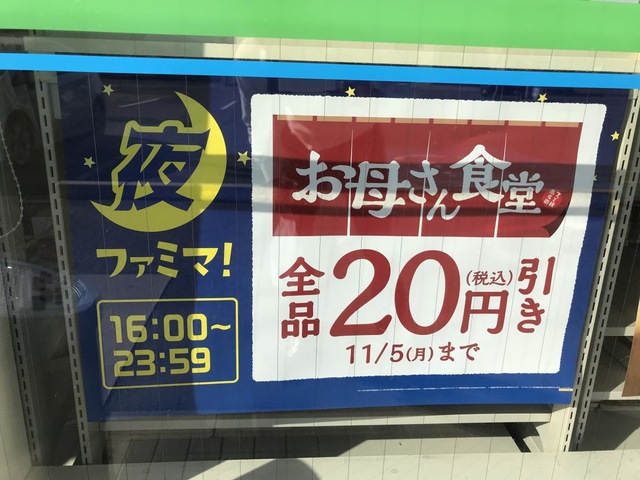 夜
ファミマ!
16:00~
23:59
お母さん食堂
全品20円(税込)引き
11/5(月)まで